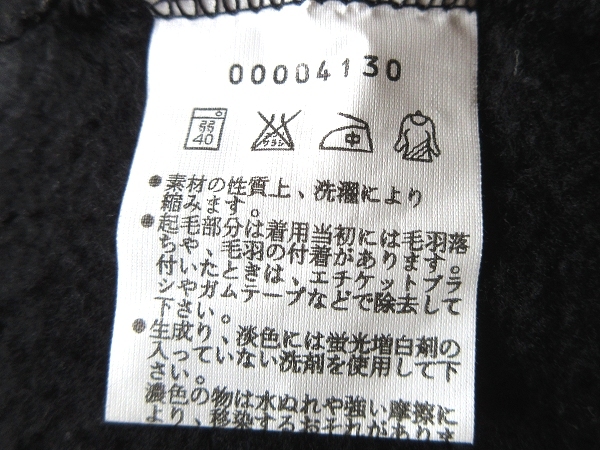 00004130
弱
40
サラシ
中
●素材の性質上、洗濯により
縮みます。
●起毛部分は着用当初には毛羽落
ちや毛羽付着があります。
付いた毛羽は、エチケットブラ
シやガムテープなどで除去して
下さい。
●生成り、淡色には蛍光増白剤の
入っていない洗剤を使用して下
さい。
濃色の物は水ぬれや強い摩擦に
より、移染するおそれがありま